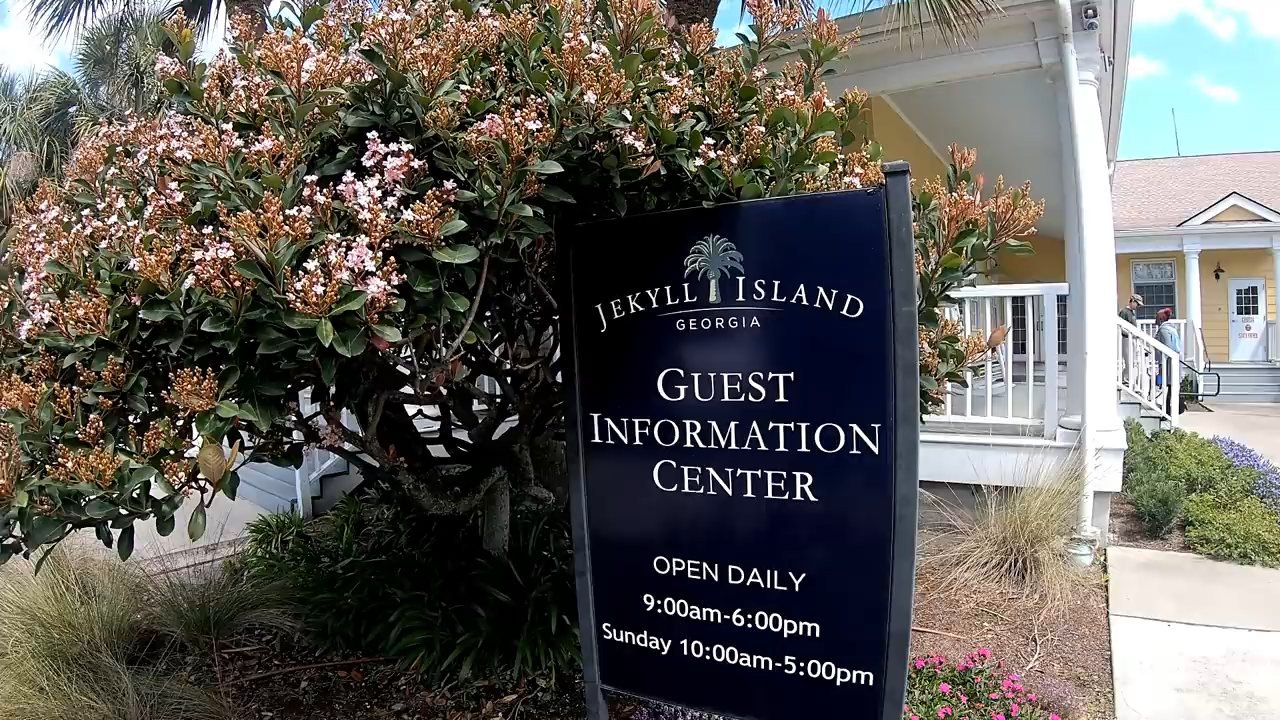 JEKYLL ISLAND
GEORGIA
GUEST
INFORMATION
CENTER
OPEN DAILY
9:00am-6:00pm
Sunday 10:00am-5:00pm